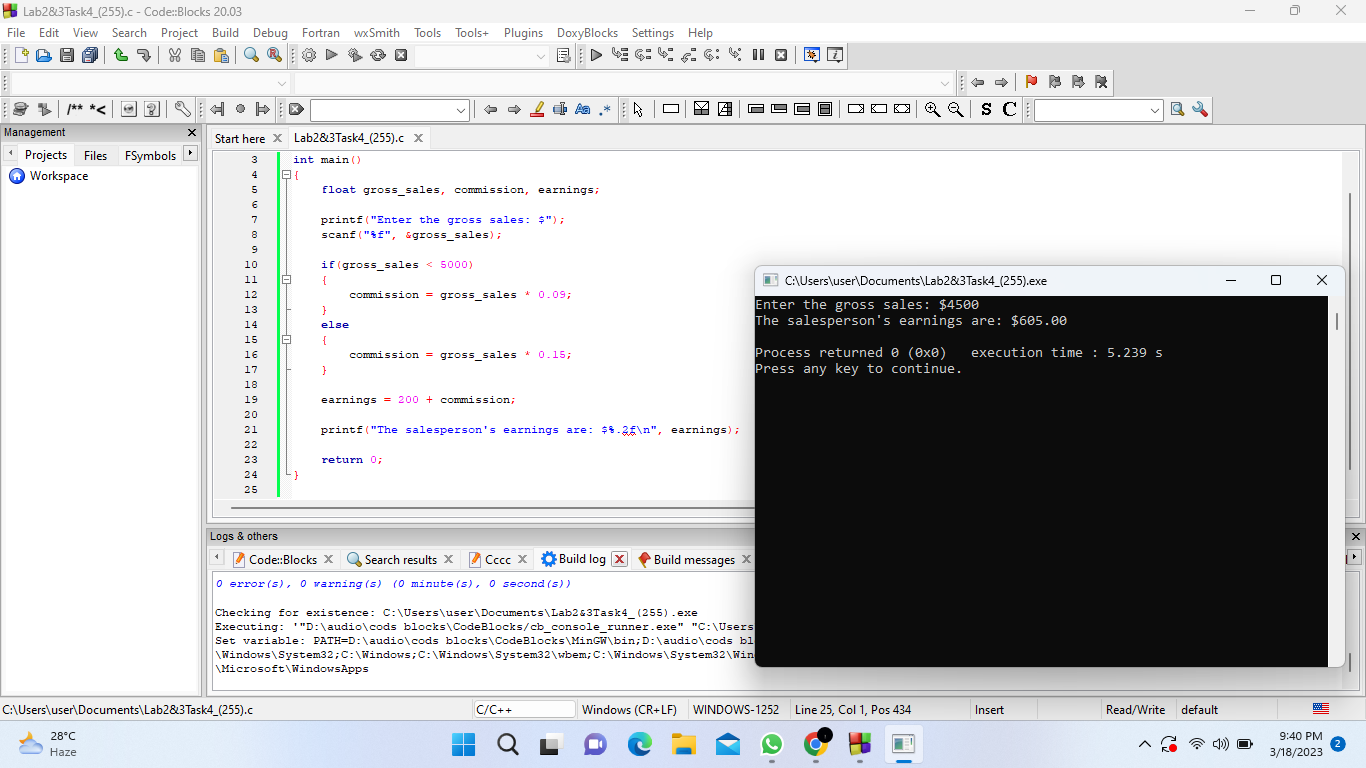 Lab2&3Task4_(255).c - Code::Blocks 20.03
File Edit View Search Project Build Debug Fortran wxSmith Tools Tools+ Plugins DoxyBlocks Settings Help
/** *<
Aa .*
S C
Management
Projects Files FSymbols
Workspace
Start here Lab2&3Task4_(255).c
3 int main()
4 {
5 float gross_sales, commission, earnings;
6
7 printf("Enter the gross sales: $");
8 scanf("%f", &gross_sales);
9
10 if(gross_sales < 5000)
11 {
12 commission = gross_sales * 0.09;
13 }
14 else
15 {
16 commission = gross_sales * 0.15;
17 }
18
19 earnings = 200 + commission;
20
21 printf("The salesperson's earnings are: $%.2f\n", earnings);
22
23 return 0;
24 }
25
C:\Users\user\Documents\Lab2&3Task4_(255).exe
Enter the gross sales: $4500
The salesperson's earnings are: $605.00
Process returned 0 (0x0) execution time : 5.239 s
Press any key to continue.
Logs & others
Code::Blocks Search results Cccc Build log Build messages
0 error(s), 0 warning(s) (0 minute(s), 0 second(s))
Checking for existence: C:\Users\user\Documents\Lab2&3Task4_(255).exe
Executing: '"D:\audio\cods blocks\CodeBlocks/cb_console_runner.exe" "C:\Users
Set variable: PATH=D:\audio\cods blocks\CodeBlocks\MinGW\bin;D:\audio\cods bl
\Windows\System32;C:\Windows;C:\Windows\System32\wbem;C:\Windows\System32\Win
\Microsoft\WindowsApps
C:\Users\user\Documents\Lab2&3Task4_(255).c C/C++ Windows (CR+LF) WINDOWS-1252 Line 25, Col 1, Pos 434 Insert Read/Write default
28°C
Haze
9:40 PM
3/18/2023
2